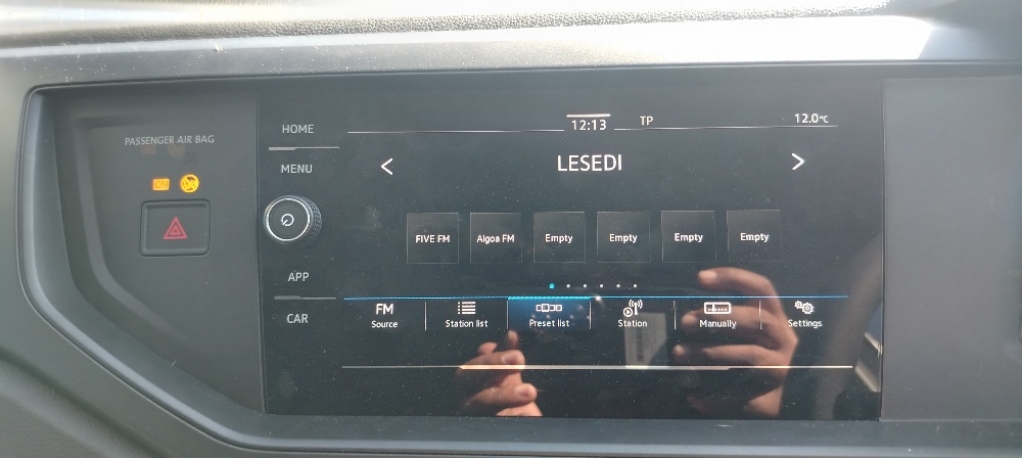 PASSENGER AIR BAG
ON
HOME
MENU
APP
CAR
12:13 TP 12.0°C
< LESEDI >
FIVE FM Algoa FM Empty Empty Empty Empty
FM
Source Station list Preset list Station Manually Settings